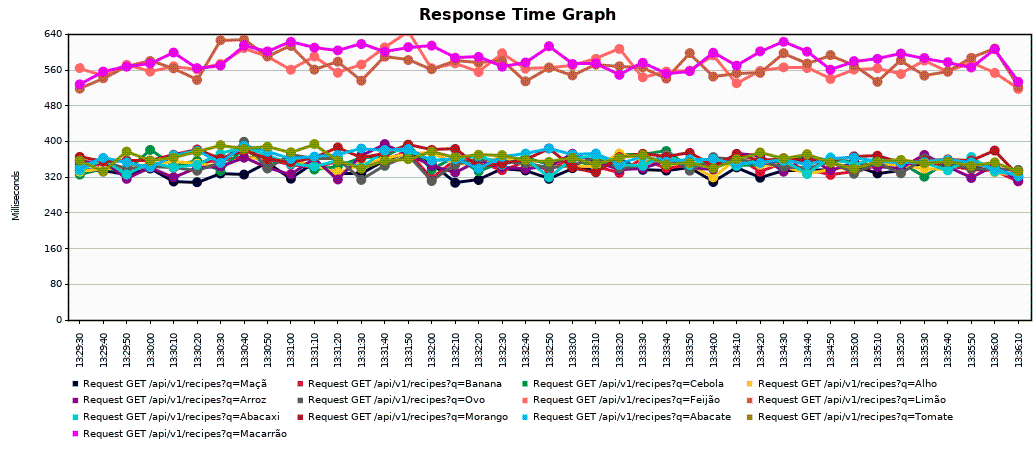 Response Time Graph
640
560
480
400
320
240
160
80
0
Milliseconds
13:29:30 13:29:40 13:29:50 13:30:00 13:30:10 13:30:20 13:30:30 13:30:40 13:30:50 13:31:00 13:31:10 13:31:20 13:31:30 13:31:40 13:31:50 13:32:00 13:32:10 13:32:20 13:32:30 13:32:40 13:32:50 13:33:00 13:33:10 13:33:20 13:33:30 13:33:40 13:33:50 13:34:00 13:34:10 13:34:20 13:34:30 13:34:40 13:34:50 13:35:00 13:35:10 13:35:20 13:35:30 13:35:40 13:35:50 13:36:00 13:36:10
Request GET /api/v1/recipes?q=Maçã Request GET /api/v1/recipes?q=Banana Request GET /api/v1/recipes?q=Cebola Request GET /api/v1/recipes?q=Alho
Request GET /api/v1/recipes?q=Arroz Request GET /api/v1/recipes?q=Ovo Request GET /api/v1/recipes?q=Feijão Request GET /api/v1/recipes?q=Limão
Request GET /api/v1/recipes?q=Abacaxi Request GET /api/v1/recipes?q=Morango Request GET /api/v1/recipes?q=Abacate Request GET /api/v1/recipes?q=Tomate
Request GET /api/v1/recipes?q=Macarrão